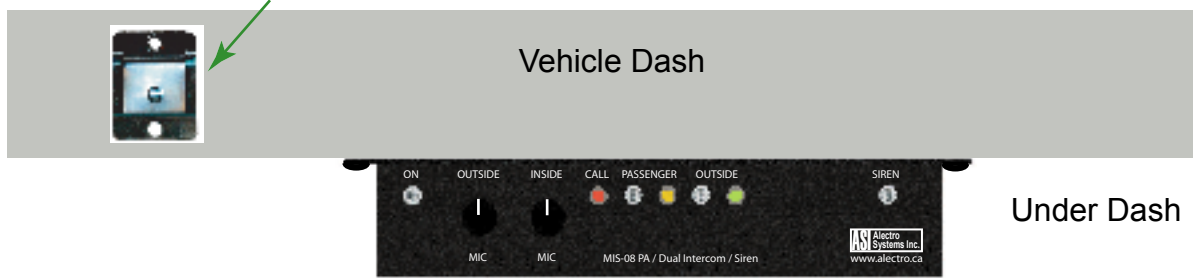 Vehicle Dash
ON OUTSIDE INSIDE CALL PASSENGER OUTSIDE SIREN
Under Dash
ASI Alectro
Systems Inc.
MIC MIC MIS-08 PA / Dual Intercom / Siren www.alectro.ca